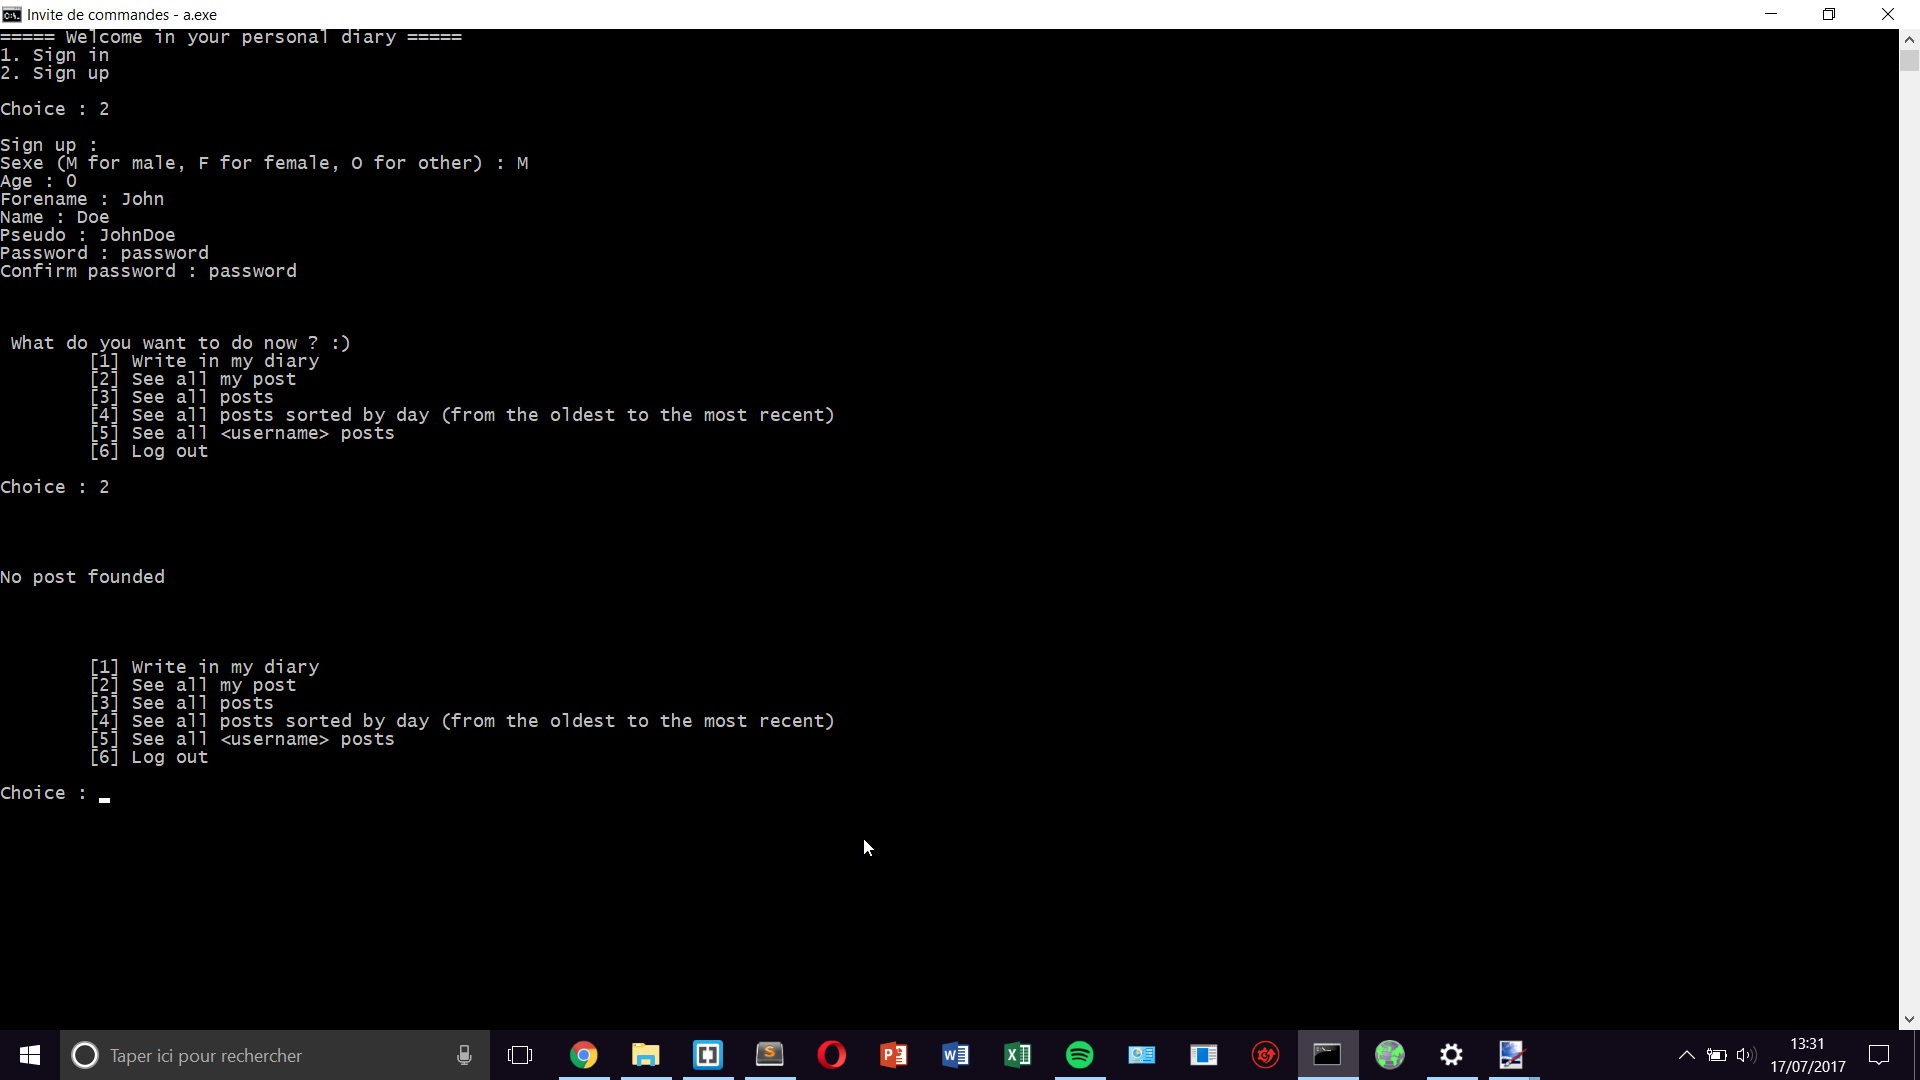 Invite de commandes - a.exe
===== Welcome in your personal diary =====
1. Sign in
2. Sign up
Choice : 2
Sign up :
Sexe (M for male, F for female, O for other) : M
Age : 0
Forename : John
Name : Doe
Pseudo : JohnDoe
Password : password
Confirm password : password
What do you want to do now ? :)
[1] Write in my diary
[2] See all my post
[3] See all posts
[4] See all posts sorted by day (from the oldest to the most recent)
[5] See all <username> posts
[6] Log out
Choice : 2
No post founded
[1] Write in my diary
[2] See all my post
[3] See all posts
[4] See all posts sorted by day (from the oldest to the most recent)
[5] See all <username> posts
[6] Log out
Choice :
Taper ici pour rechercher
13:31
17/07/2017